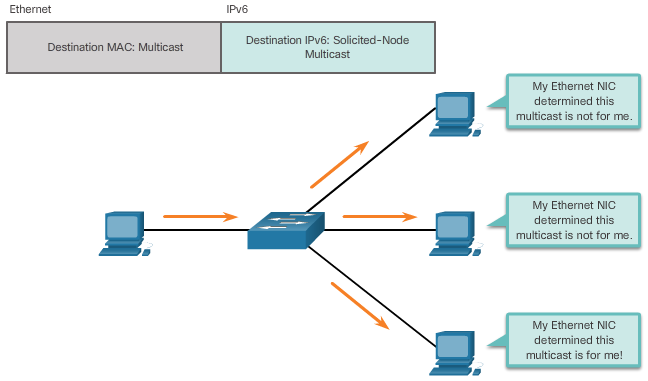 Ethernet
IPv6
Destination MAC: Multicast
Destination IPv6: Solicited-Node
Multicast
My Ethernet NIC
determined this
multicast is not for me.
My Ethernet NIC
determined this
multicast is not for me.
My Ethernet NIC
determined this
multicast is for me!